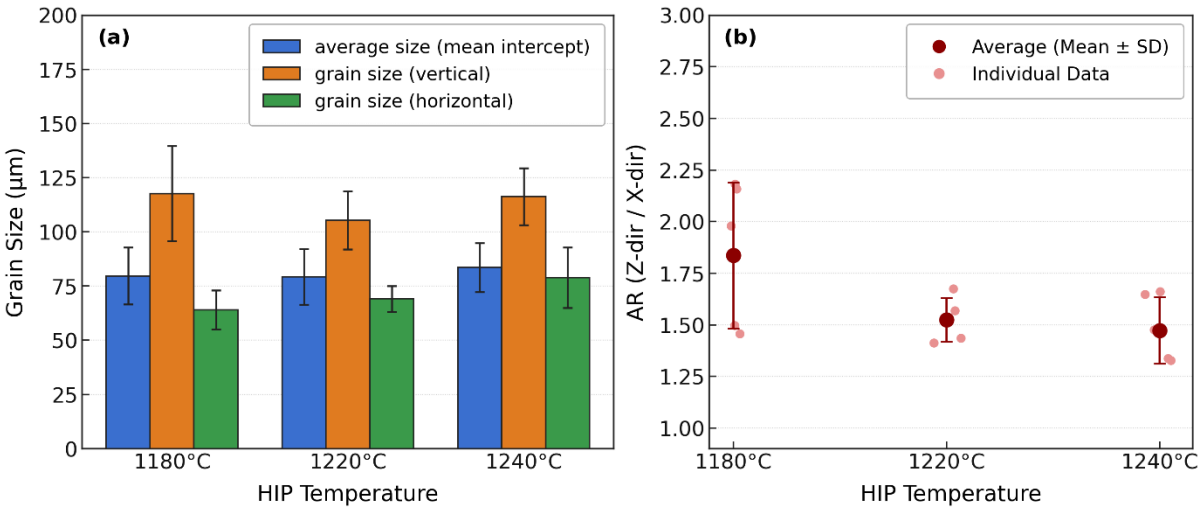 (a)
average size (mean intercept)
grain size (vertical)
grain size (horizontal)
200
175
150
125
100
75
50
25
0
Grain Size (μm)
1180°C 1220°C 1240°C
HIP Temperature
(b)
Average (Mean ± SD)
Individual Data
3.00
2.75
2.50
2.25
2.00
1.75
1.50
1.25
1.00
AR (Z-dir / X-dir)
1180°C 1220°C 1240°C
HIP Temperature